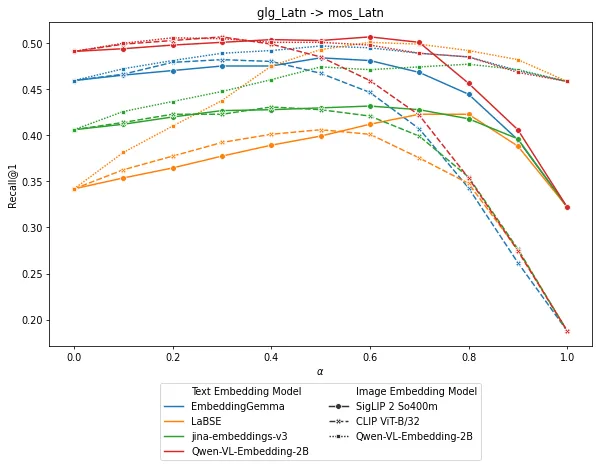 glg_Latn -> mos_Latn
Recall@1
0.50
0.45
0.40
0.35
0.30
0.25
0.20
0.0 0.2 0.4 0.6 0.8 1.0
α
Text Embedding Model Image Embedding Model
EmbeddingGemma SigLIP 2 So400m
LaBSE CLIP ViT-B/32
jina-embeddings-v3 Qwen-VL-Embedding-2B
Qwen-VL-Embedding-2B